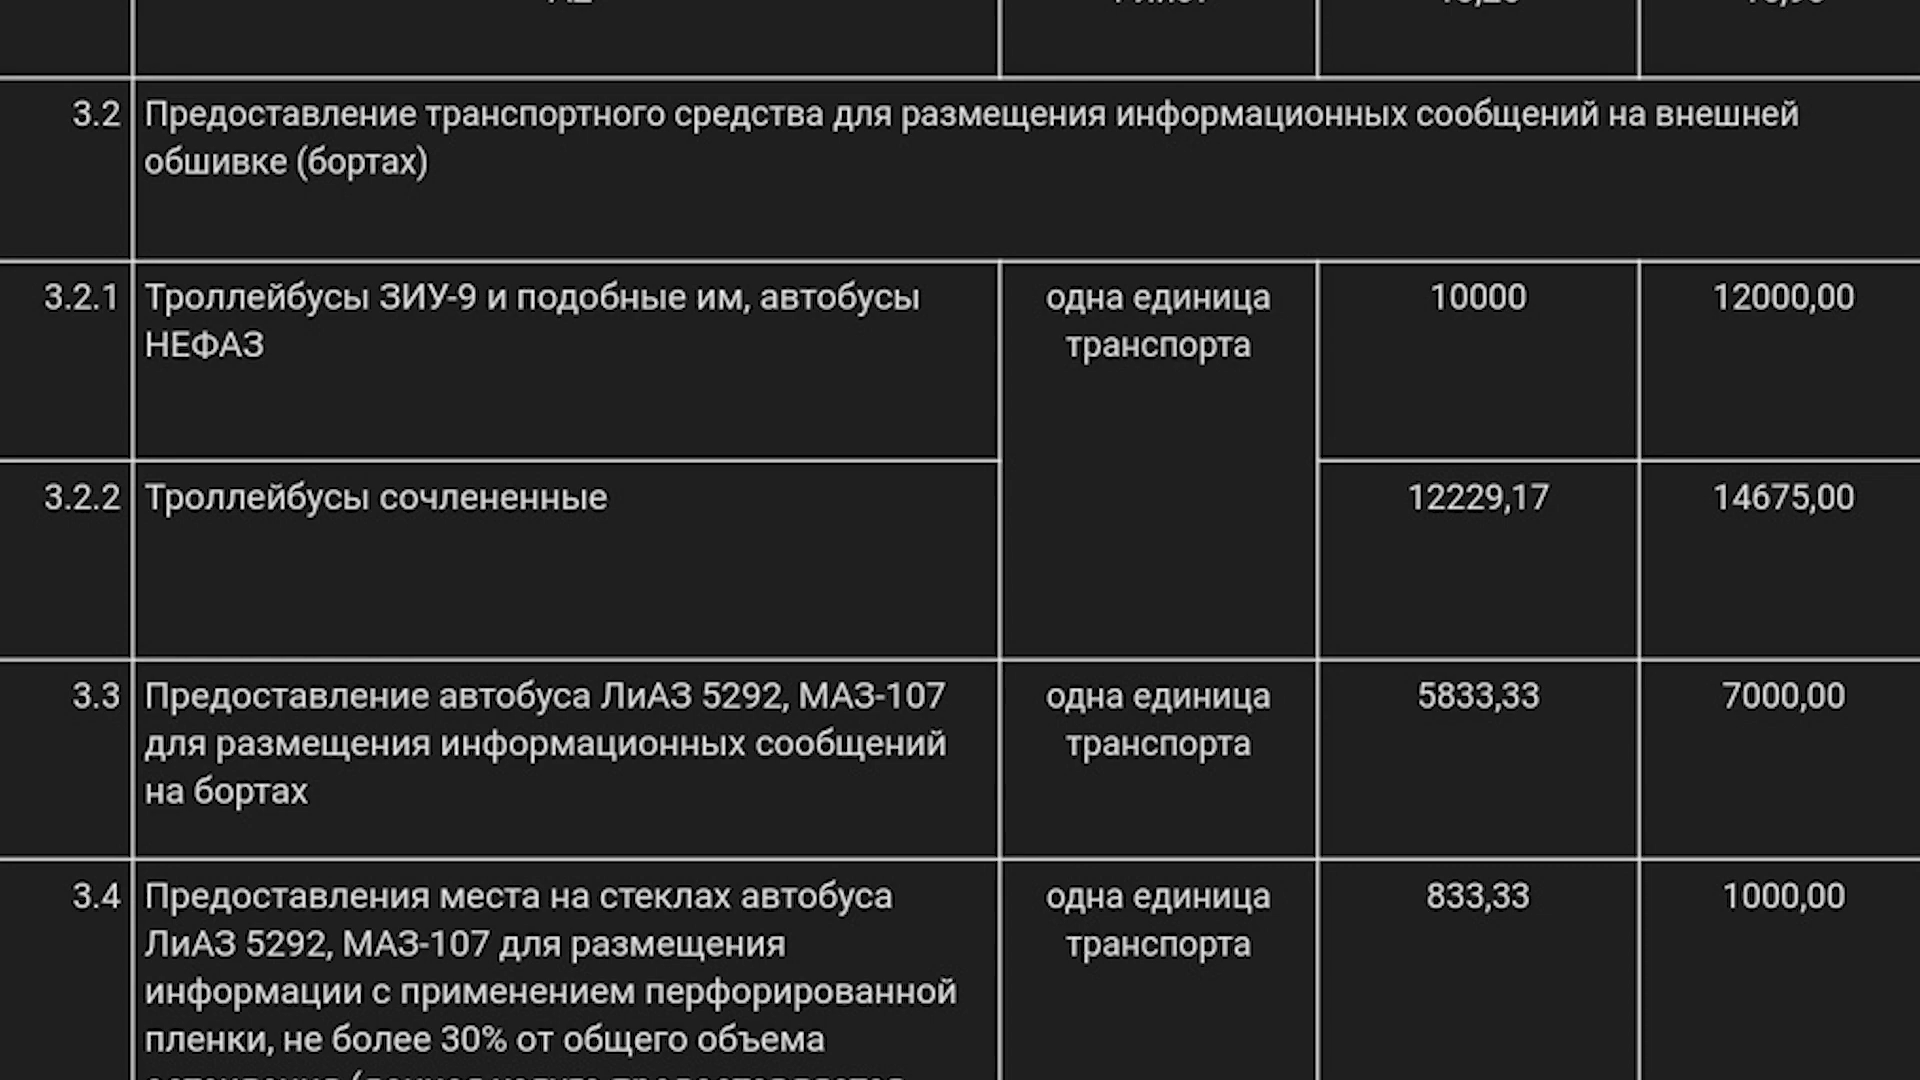 3.2 Предоставление транспортного средства для размещения информационных сообщений на внешней
обшивке (бортах)
3.2.1 Троллейбусы ЗИУ-9 и подобные им, автобусы одна единица 10000 12000,00
НЕФАЗ транспорта
3.2.2 Троллейбусы сочлененные 12229,17 14675,00
3.3 Предоставление автобуса ЛиАЗ 5292, МАЗ-107 одна единица 5833,33 7000,00
для размещения информационных сообщений транспорта
на бортах
3.4 Предоставления места на стеклах автобуса одна единица 833,33 1000,00
ЛиАЗ 5292, МАЗ-107 для размещения транспорта
информации с применением перфорированной
пленки, не более 30% от общего объема